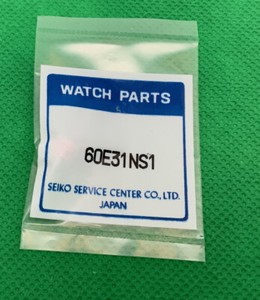 WATCH PARTS
60E31NS1
SEIKO SERVICE CENTER CO., LTD.
JAPAN